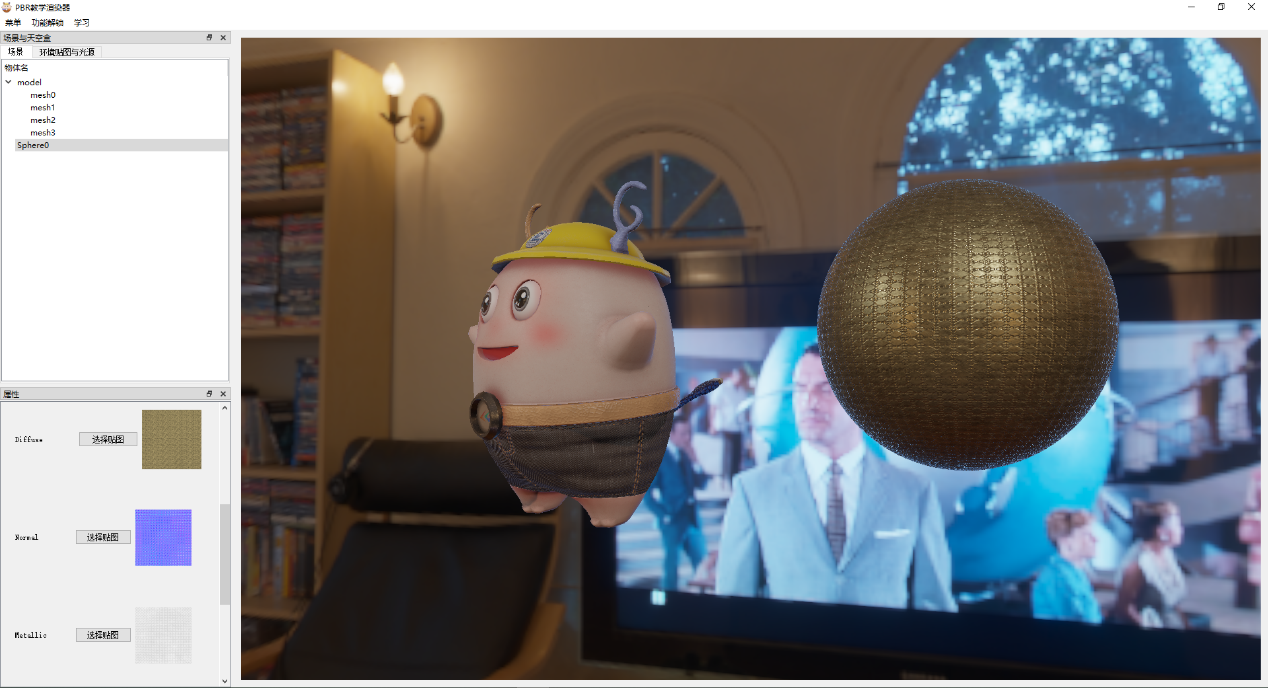 PBR教学渲染器
菜单 功能解锁 学习
场景与天空盒
场景 环境贴图与光源
物体名
model
mesh0
mesh1
mesh2
mesh3
Sphere0
属性
Diffuse 选择贴图
Normal 选择贴图
Metallic 选择贴图